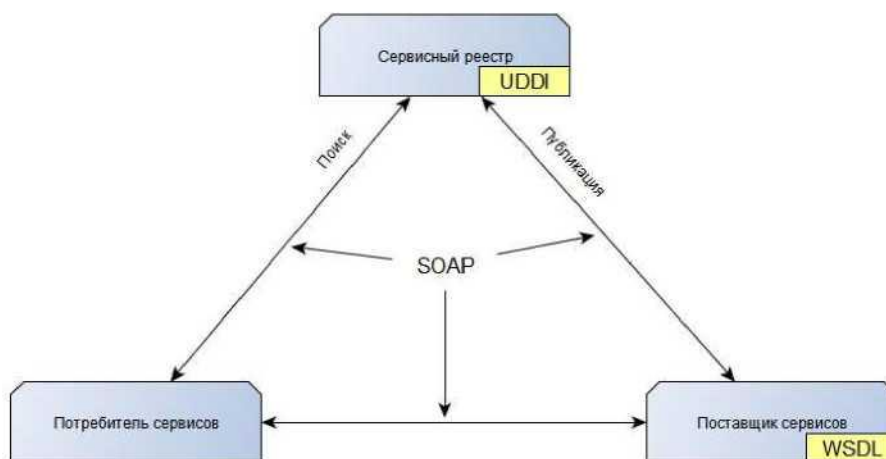 Сервисный реестр
UDDI
Поиск
Публикация
SOAP
Потребитель сервисов
Поставщик сервисов
WSDL